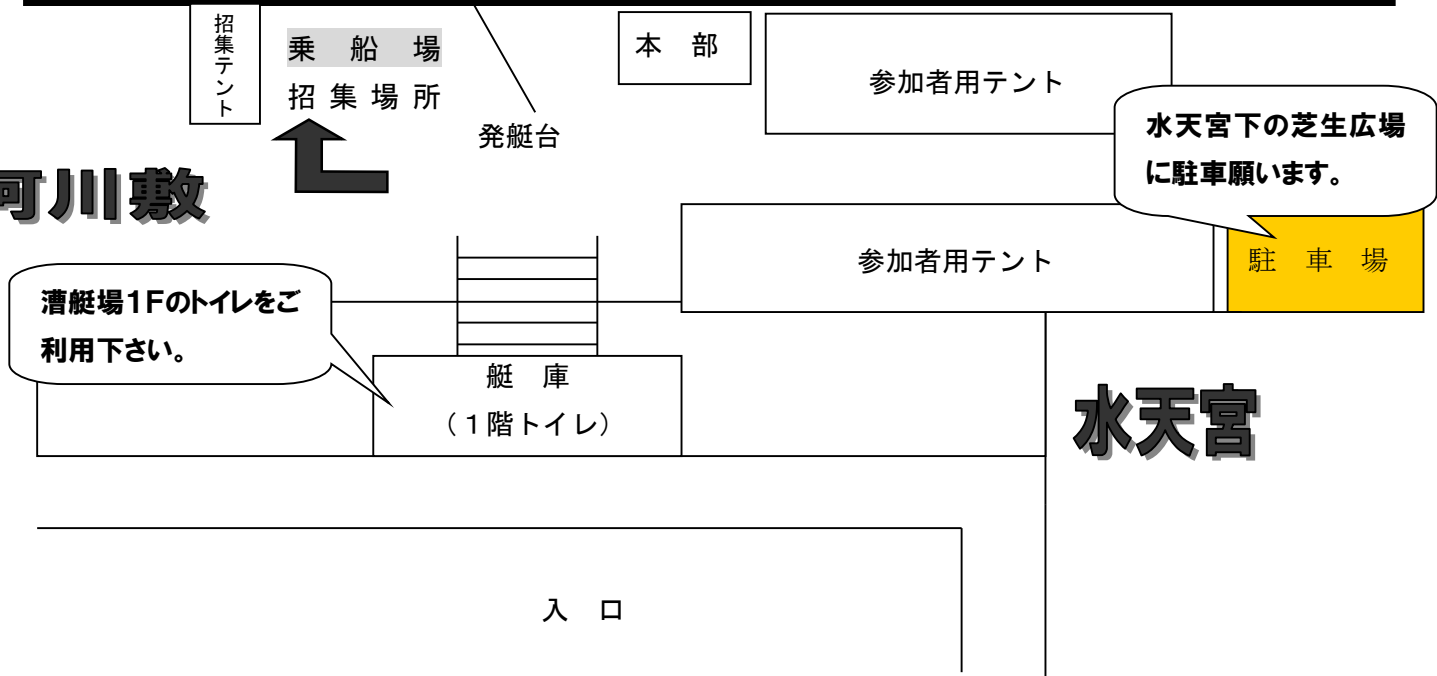 招集テント
乗 船 場
招集場所
発艇台
本 部
参加者用テント
水天宮下の芝生広場
に駐車願います。
河川敷
参加者用テント
駐 車 場
漕艇場1Fのトイレをご
利用下さい。
艇 庫
（１階トイレ）
水天宮
入 口